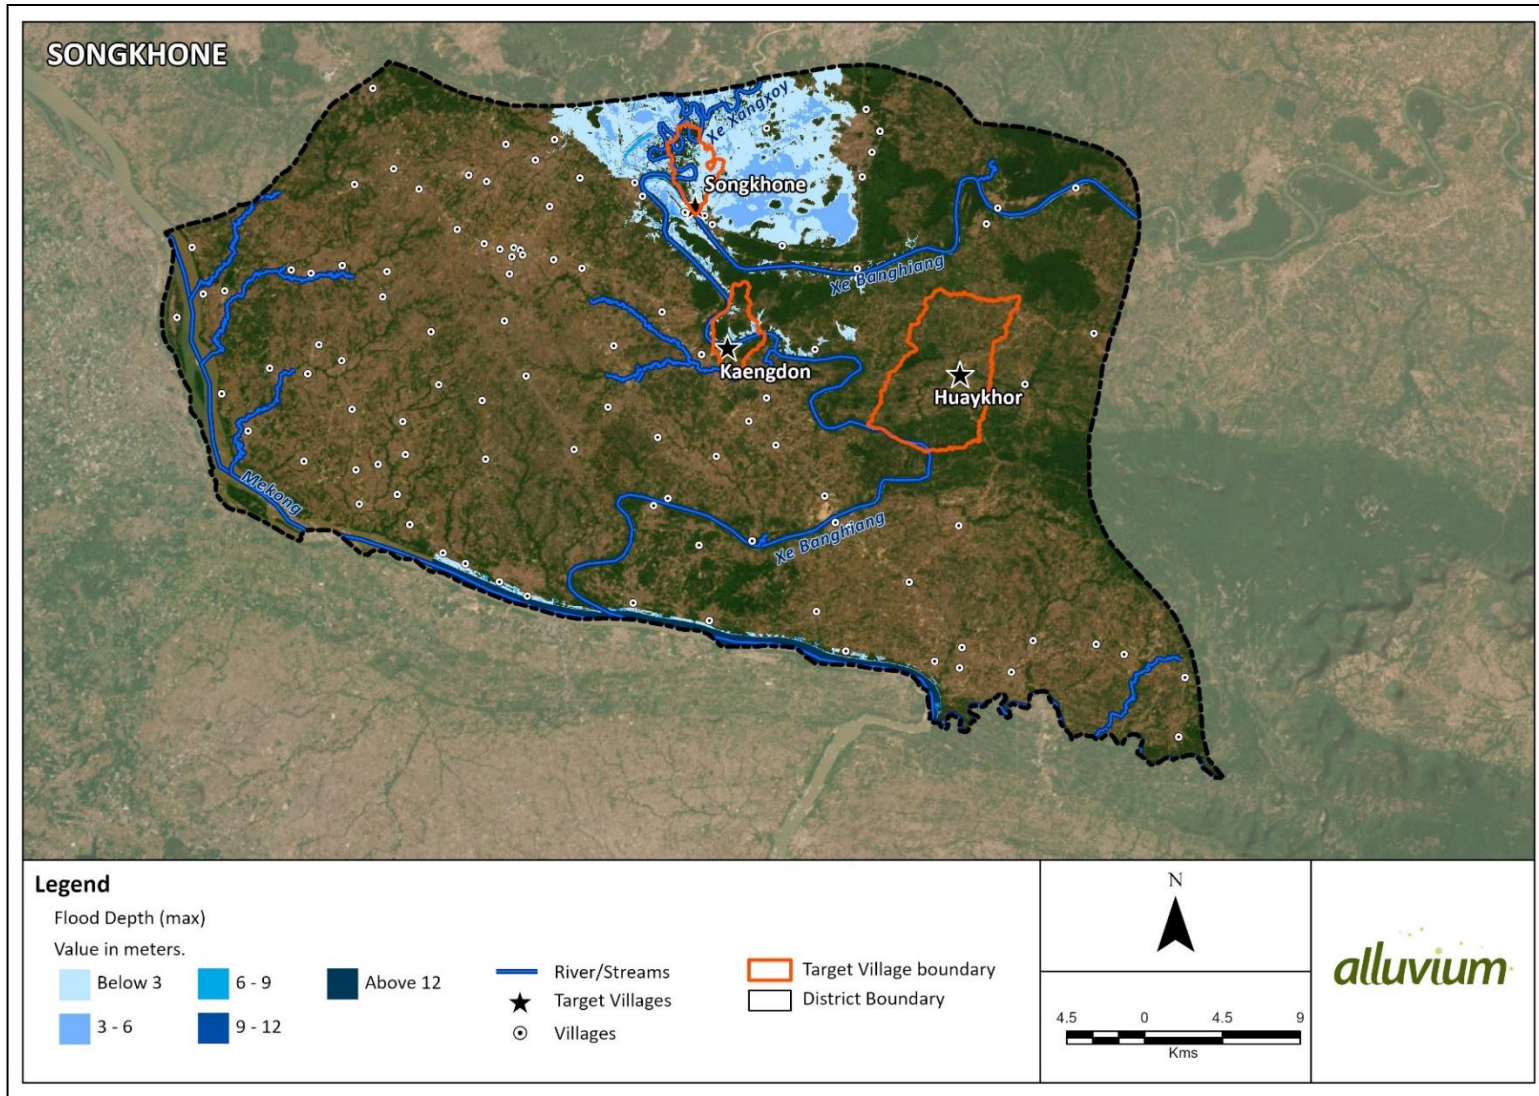 SONGKHONE
Xe Xangxoy
Songkhone
Xe Banghiang
Kaengdon
Huaykhor
Mekong
Xe Banghiang
Legend
Flood Depth (max)
Value in meters.
Below 3
6 - 9
Above 12
3 - 6
9 - 12
River/Streams
Target Villages
Villages
Target Village boundary
District Boundary
N
4.5 0 4.5 9
Kms
alluvium